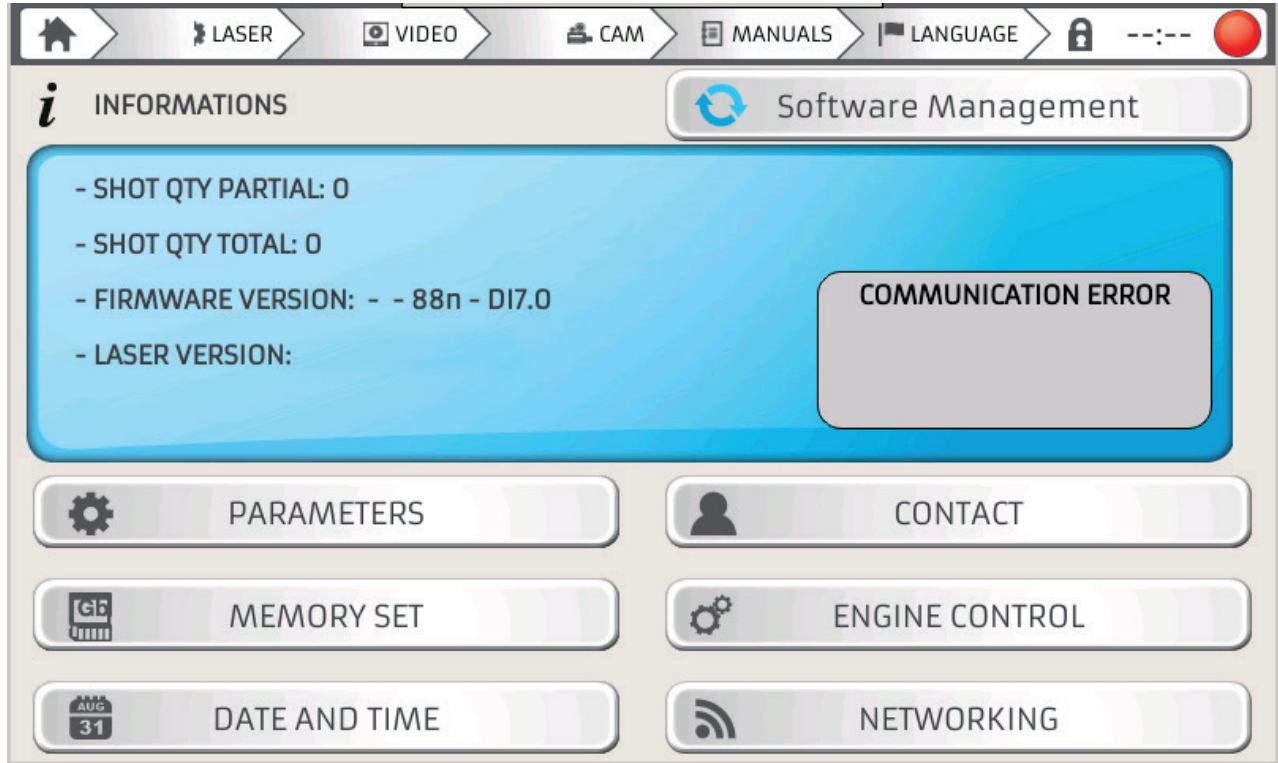 LASER
VIDEO
CAM
MANUALS
LANGUAGE
--:--
i INFORMATIONS
Software Management
- SHOT QTY PARTIAL: 0
- SHOT QTY TOTAL: 0
- FIRMWARE VERSION: - - 88n - DI7.0
- LASER VERSION:
COMMUNICATION ERROR
PARAMETERS
CONTACT
Gb
MEMORY SET
ENGINE CONTROL
AUG
31
DATE AND TIME
NETWORKING